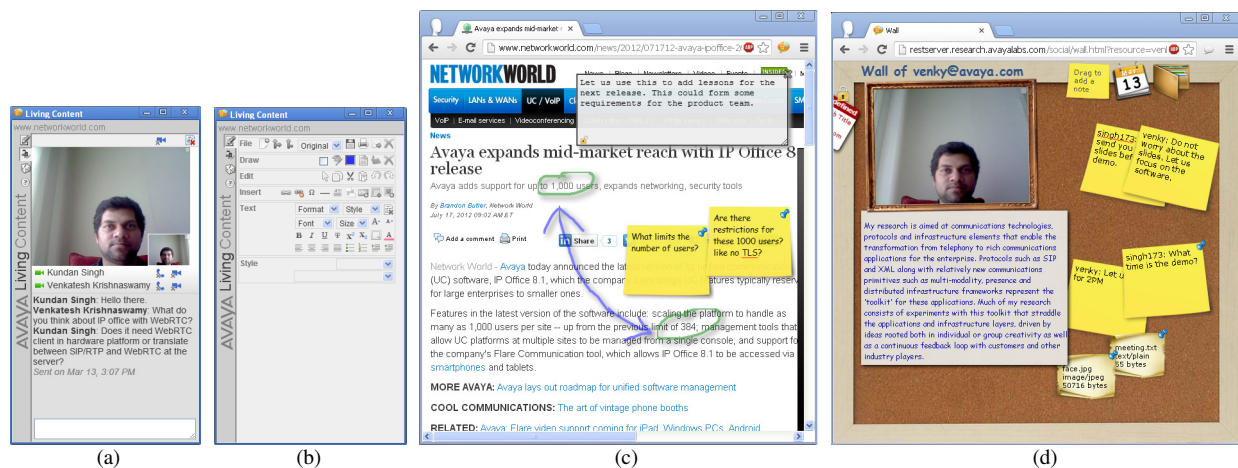 Living Content
www.networkworld.com
AVAYA Living Content
Kundan Singh
Venkatesh Krishnaswamy
Kundan Singh: Hello there.
Venkatesh Krishnaswamy: What do
you think about IP office with WebRTC?
Kundan Singh: Does it need WebRTC
client in hardware platform or translate
between SIP/RTP and WebRTC at the
server?
Sent on Mar 13, 3:07 PM
(a)
Living Content
www.networkworld.com
AVAYA Living Content
File Original
Draw
Edit
Insert
Text Format Style
Font Size A+ A-
B I U T X² X₂ A
Style
(b)
Avaya expands mid-market r ×
www.networkworld.com/news/2012/071712-avaya-ipoffice-2
NETWORKWORLD
Let us use this to add lessons for the
next release. This could form some
requirements for the product team.
Security LANs & WANs UC / VoIP
VoIP E-mail services Videoconferencing
News
Avaya expands mid-market reach with IP Office 8
release
Avaya adds support for up to 1,000 users, expands networking, security tools
By Brandon Butler, Network World
July 17, 2012 09:02 AM ET
Add a comment Print Share 3
What limits the
number of users?
Are there
restrictions for
these 1000 users?
like no TLS?
Network World - Avaya today announced the
(UC) software, IP Office 8.1, which the features typically reserv
for large enterprises to smaller ones.
Features in the latest version of the software include: scaling the platform to handle as
many as 1,000 users per site -- up from the previous limit of 384; management tools that
allow UC platforms at multiple sites to be managed from a single console; and support fo
the company's Flare Communication tool, which allows IP Office 8.1 to be accessed via
smartphones and tablets.
MORE AVAYA: Avaya lays out roadmap for unified software management
COOL COMMUNICATIONS: The art of vintage phone booths
RELATED: Avaya: Flare video support coming for iPad, Windows PCs, Android
(c)
Wall ×
restserver.research.avayalabs.com/social/wall.html?resource=ven
Wall of venky@avaya.com
Drag to
add a
note
13
singh173:
send you
slides bef
demo.
venky: Do not
worry about the
slides. Let us
focus on the
software.
My research is aimed at communications technologies,
protocols and infrastructure elements that enable the
transformation from telephony to rich communications
applications for the enterprise. Protocols such as SIP
and XML along with relatively new communications
primitives such as multi-modality, presence and
distributed infrastructure frameworks represent the
'toolkit' for these applications. Much of my research
consists of experiments with this toolkit that straddle
the applications and infrastructure layers, driven by
ideas rooted both in individual or group creativity as well
as a continuous feedback loop with customers and other
industry players.
venky: Let u
for 2PM
singh173: What
time is the demo?
face.jpg
image/jpeg
50716 bytes
meeting.txt
text/plain
55 bytes
(d)